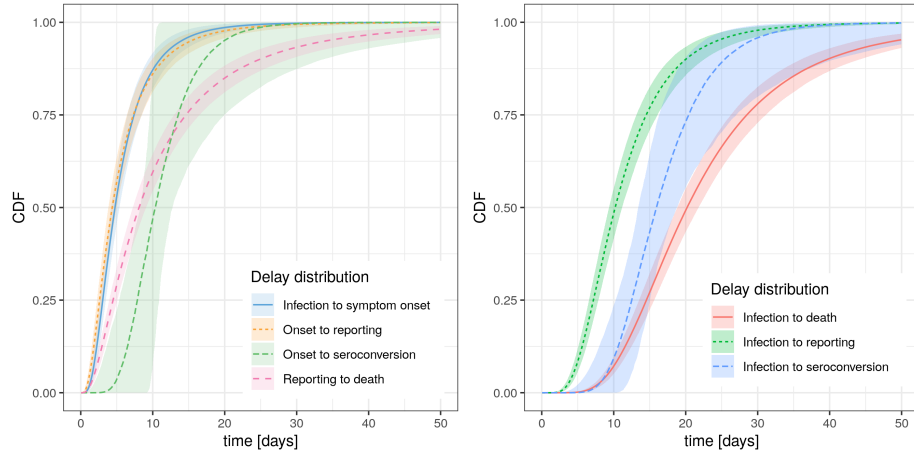 1.00
0.75
0.50
0.25
0.00
CDF
0 10 20 30 40 50
time [days]
Delay distribution
Infection to symptom onset
Onset to reporting
Onset to seroconversion
Reporting to death
1.00
0.75
0.50
0.25
0.00
CDF
0 10 20 30 40 50
time [days]
Delay distribution
Infection to death
Infection to reporting
Infection to seroconversion